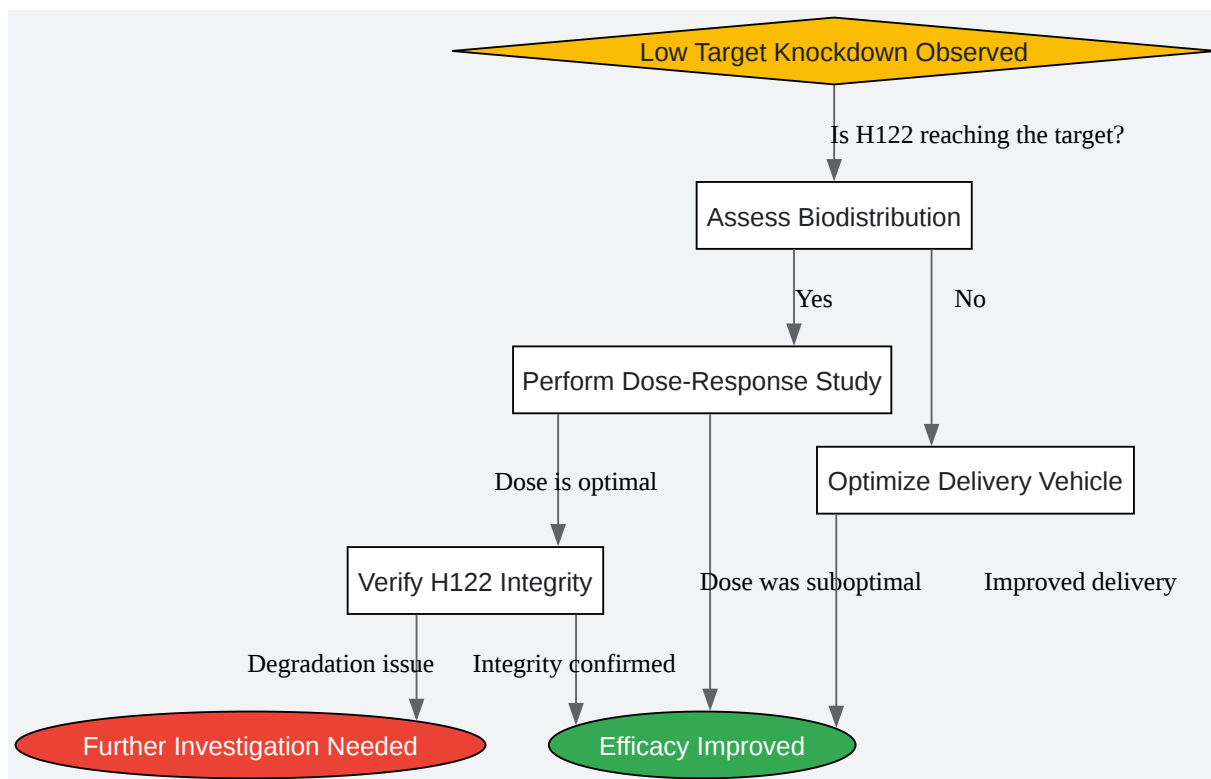 Low Target Knockdown Observed
Is H122 reaching the target?
Assess Biodistribution
Yes
No
Perform Dose-Response Study
Dose is optimal
Optimize Delivery Vehicle
Verify H122 Integrity
Dose was suboptimal
Improved delivery
Degradation issue
Integrity confirmed
Further Investigation Needed
Efficacy Improved